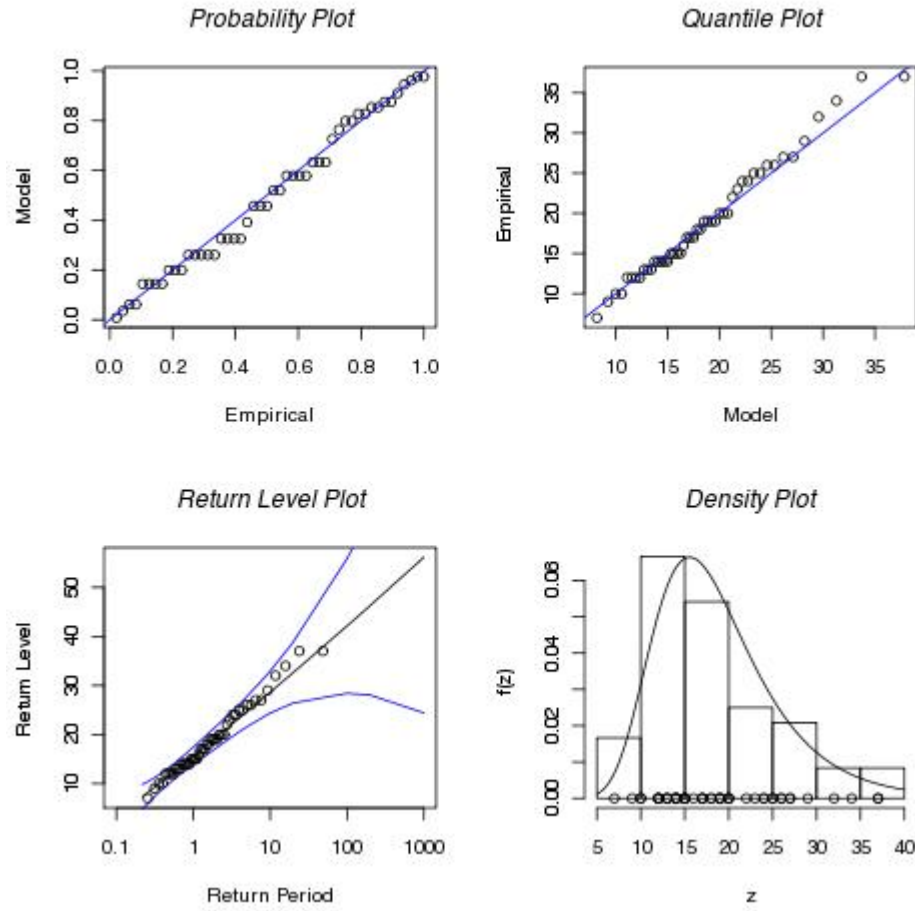 Probability Plot
Model
0.0 0.2 0.4 0.6 0.8 1.0
0.0 0.2 0.4 0.6 0.8 1.0
Empirical
Quantile Plot
Empirical
10 15 20 25 30 35
10 15 20 25 30 35
Model
Return Level Plot
Return Level
10 20 30 40 50
0.1 1 10 100 1000
Return Period
Density Plot
f(z)
0.00 0.02 0.04 0.06
5 10 15 20 25 30 35 40
z